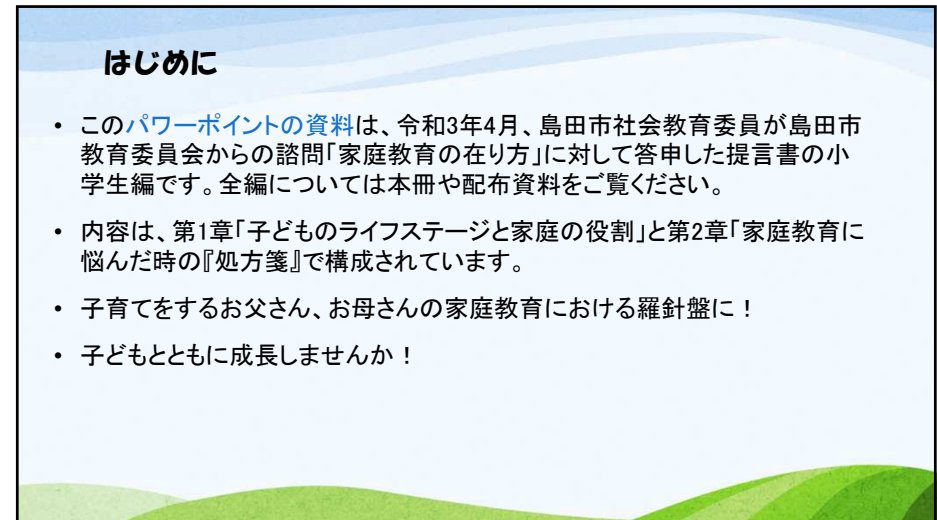 はじめに
• このパワーポイントの資料は、令和3年4月、島田市社会教育委員が島田市
教育委員会からの諮問「家庭教育の在り方」に対して答申した提言書の小
学生編です。全編については本冊や配布資料をご覧ください。
• 内容は、第1章「子どものライフステージと家庭の役割」と第2章「家庭教育に
悩んだ時の『処方箋』で構成されています。
• 子育てをするお父さん、お母さんの家庭教育における羅針盤に！
• 子どもとともに成長しませんか！